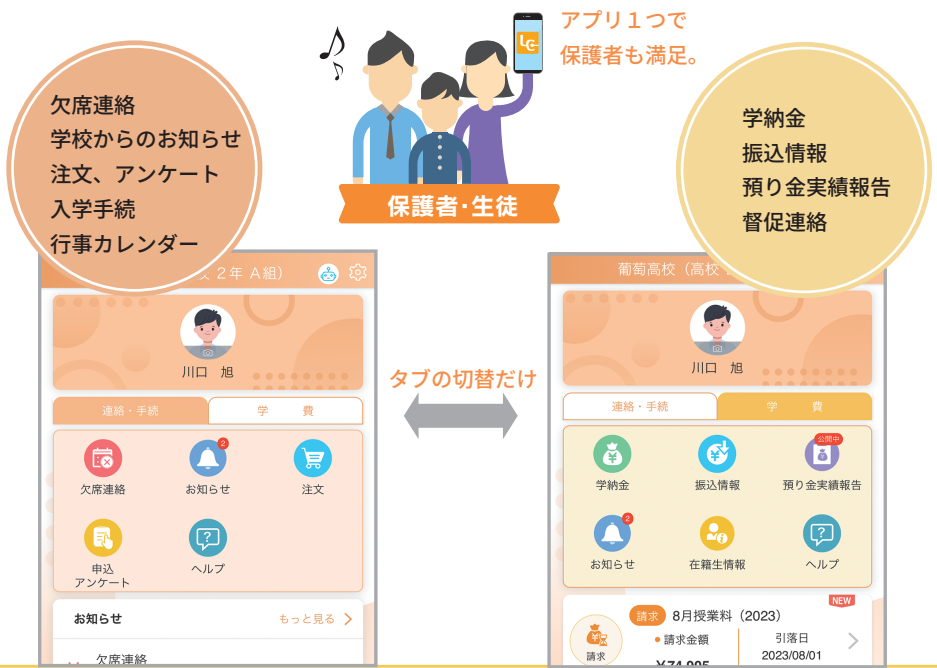 アプリ１つで
保護者も満足。
LG
欠席連絡
学校からのお知らせ
注文、アンケート
入学手続
行事カレンダー
学納金
振込情報
預り金実績報告
督促連絡
保護者・生徒
２年 A組）
川口 旭
連絡・手続
学 費
欠席連絡
2
お知らせ
注文
申込
アンケート
ヘルプ
お知らせ
もっと見る
欠席連絡
タブの切替だけ
葡萄高校（高校
川口 旭
連絡・手続
学 費
学納金
振込情報
公開中
預り金実績報告
2
お知らせ
在籍生情報
ヘルプ
NEW
請求
8月授業料（2023）
請求
・請求金額
¥74,905
引落日
2023/08/01